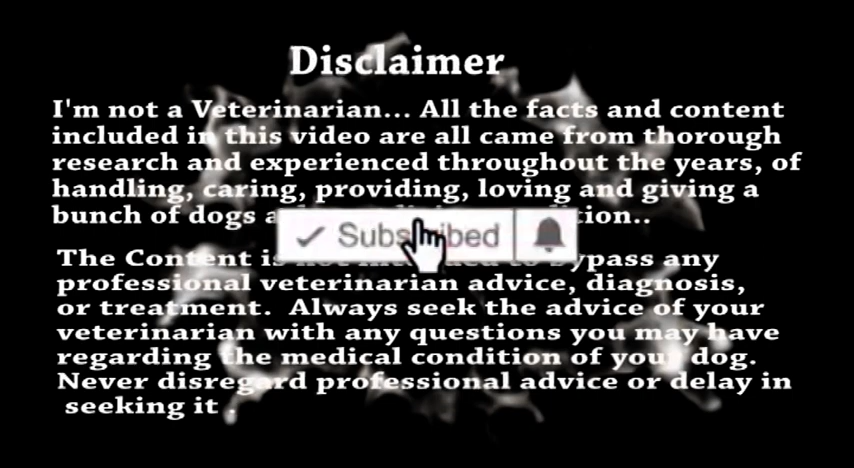 Disclaimer
I'm not a Veterinarian... All the facts and content
included in this video are all came from thorough
research and experienced throughout the years, of
handling, caring, providing, loving and giving a
bunch of dogs
Subscribed
The Content is
bypass any
professional veterinarian advice, diagnosis,
or treatment. Always seek the advice of your
veterinarian with any questions you may have
regarding the medical condition of your dog.
Never disregard professional advice or delay in
seeking it .